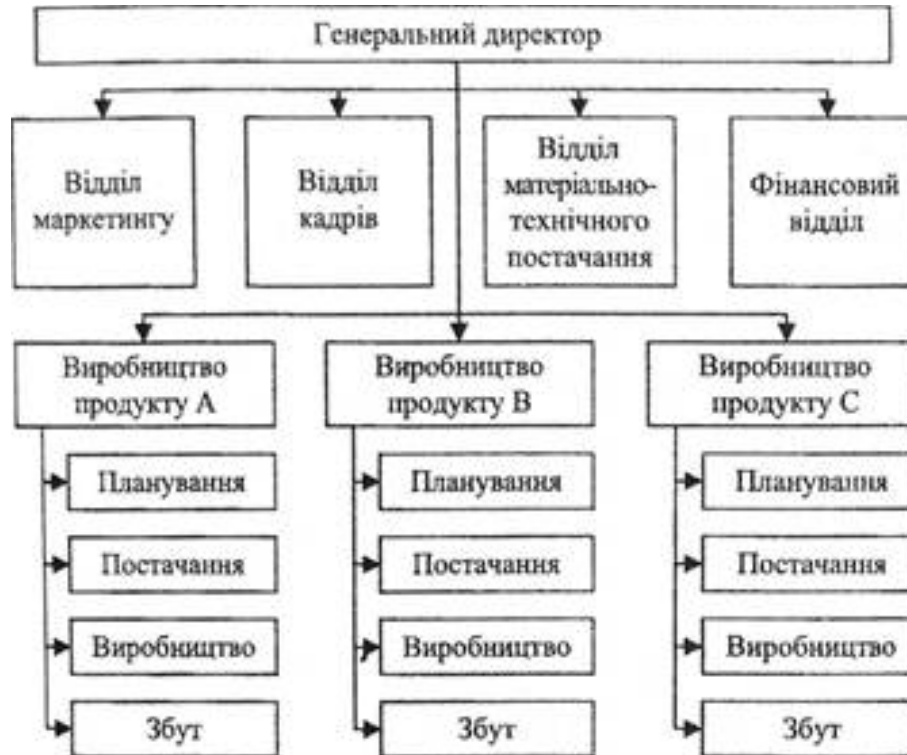 Генеральний директор
Відділ
маркетингу
Відділ
кадрів
Відділ
матеріально-
технічного
постачання
Фінансовий
відділ
Виробництво
продукту А
Виробництво
продукту В
Виробництво
продукту С
Планування
Планування
Планування
Постачання
Постачання
Постачання
Виробництво
Виробництво
Виробництво
Збут
Збут
Збут